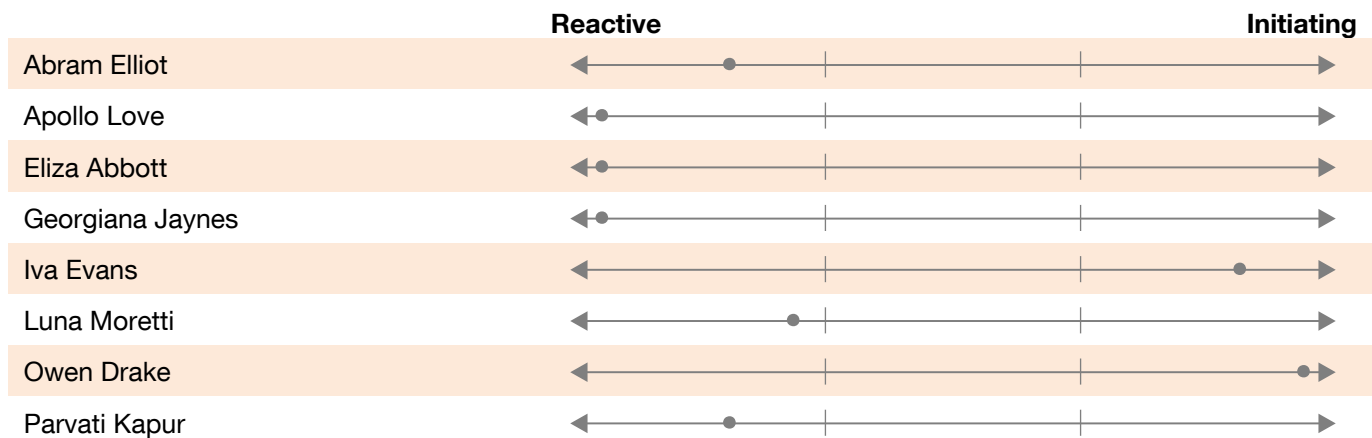 Reactive Initiating
Abram Elliot
Apollo Love
Eliza Abbott
Georgiana Jaynes
Iva Evans
Luna Moretti
Owen Drake
Parvati Kapur